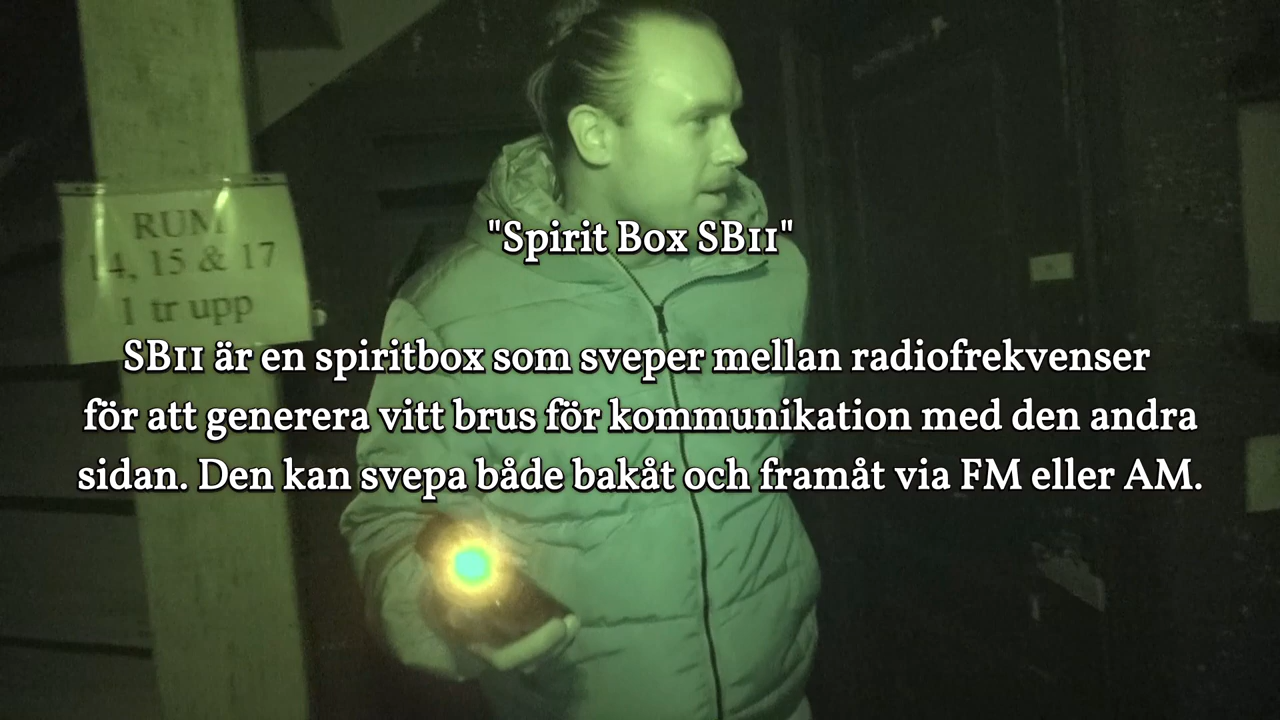 RUM
14, 15 & 17
1 tr upp
"Spirit Box SB11"
SB11 är en spiritbox som sveper mellan radiofrekvenser
för att generera vitt brus för kommunikation med den andra
sidan. Den kan svepa både bakåt och framåt via FM eller AM.